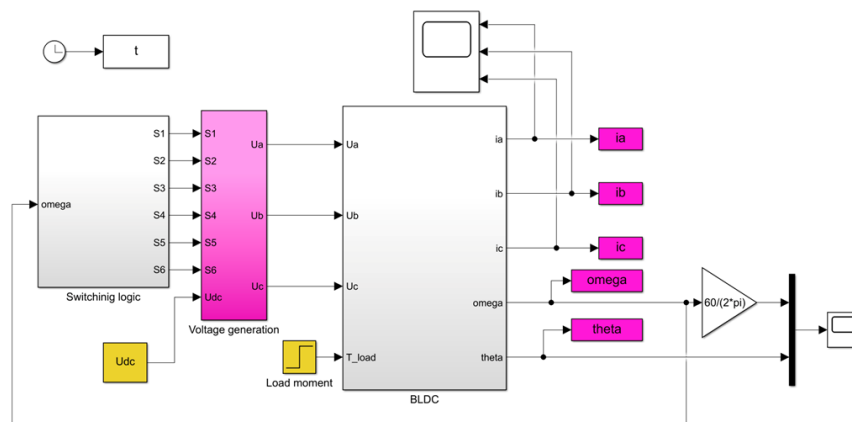 t
omega
S1
S2
S3
S4
S5
S6
Switchinig logic
S1
S2
S3
S4
S5
S6
Udc
Ua
Ub
Uc
Voltage generation
Udc
Load moment
Ua
Ub
Uc
T_load
ia
ib
ic
omega
theta
BLDC
ia
ib
ic
omega
theta
60/(2*pi)